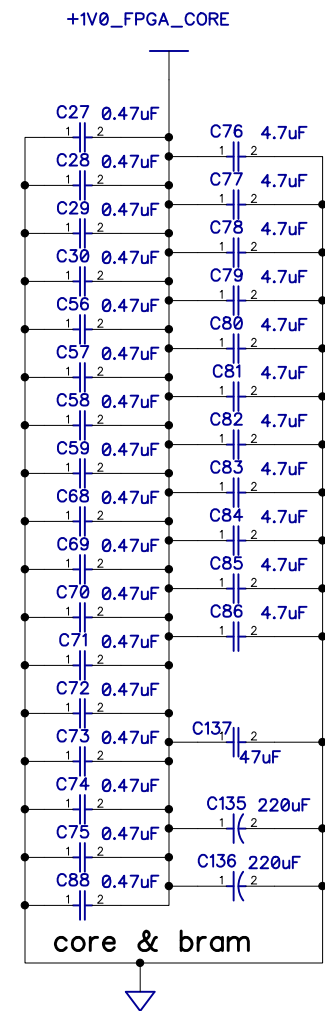 +1V0_FPGA_CORE
C27 0.47uF
1 2
C28 0.47uF
1 2
C29 0.47uF
1 2
C30 0.47uF
1 2
C56 0.47uF
1 2
C57 0.47uF
1 2
C58 0.47uF
1 2
C59 0.47uF
1 2
C68 0.47uF
1 2
C69 0.47uF
1 2
C70 0.47uF
1 2
C71 0.47uF
1 2
C72 0.47uF
1 2
C73 0.47uF
1 2
C74 0.47uF
1 2
C75 0.47uF
1 2
C88 0.47uF
1 2
C76 4.7uF
1 2
C77 4.7uF
1 2
C78 4.7uF
1 2
C79 4.7uF
1 2
C80 4.7uF
1 2
C81 4.7uF
1 2
C82 4.7uF
1 2
C83 4.7uF
1 2
C84 4.7uF
1 2
C85 4.7uF
1 2
C86 4.7uF
1 2
C137
1 2
47uF
C135 220uF
1 2
C136 220uF
1 2
core & bram